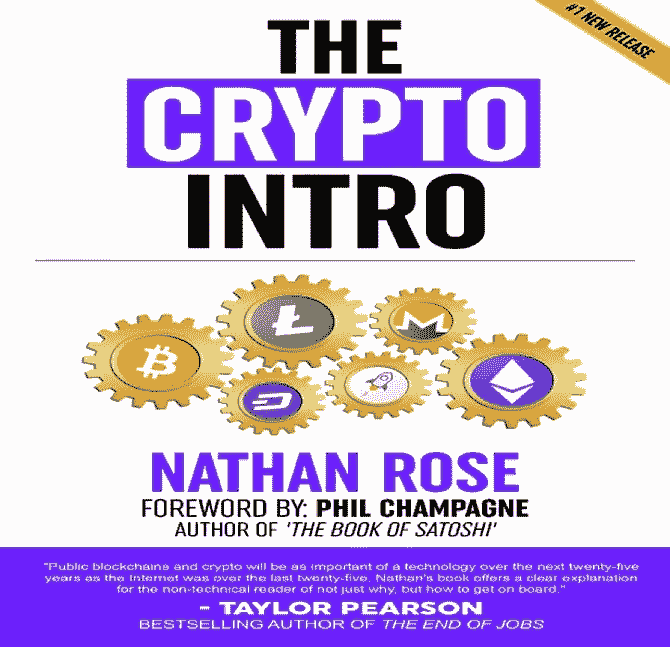 #1 NEW RELEASE
THE
CRYPTO
INTRO
NATHAN ROSE
FOREWORD BY: PHIL CHAMPAGNE
AUTHOR OF 'THE BOOK OF SATOSHI'
"Public blockchains and crypto will be as important of a technology over the next twenty-five
years as the Internet was over the last twenty-five. Nathan's book offers a clear explanation
for the non-technical reader of not just why, but how to get on board."
- TAYLOR PEARSON
BESTSELLING AUTHOR OF THE END OF JOBS